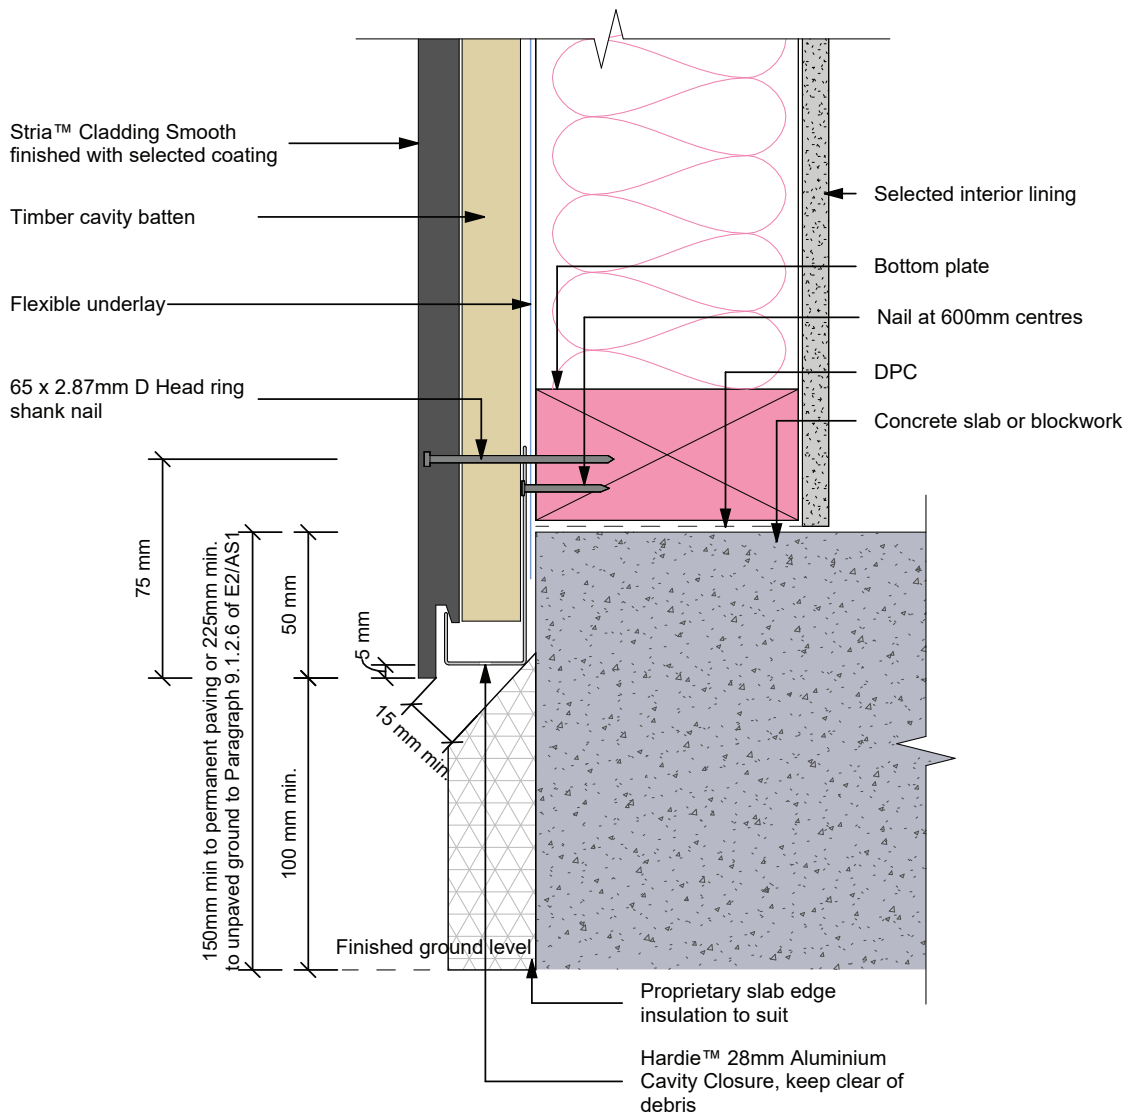 Stria™ Cladding Smooth
finished with selected coating
Timber cavity batten
Flexible underlay
65 x 2.87mm D Head ring
shank nail
Selected interior lining
Bottom plate
Nail at 600mm centres
DPC
Concrete slab or blockwork
75 mm
150mm min to permanent paving or 225mm min.
to unpaved ground to Paragraph 9.1.2.6 of E2/AS1
50 mm
5 mm
15 mm min.
100 mm min.
Finished ground level
Proprietary slab edge
insulation to suit
Hardie™ 28mm Aluminium
Cavity Closure, keep clear of
debris